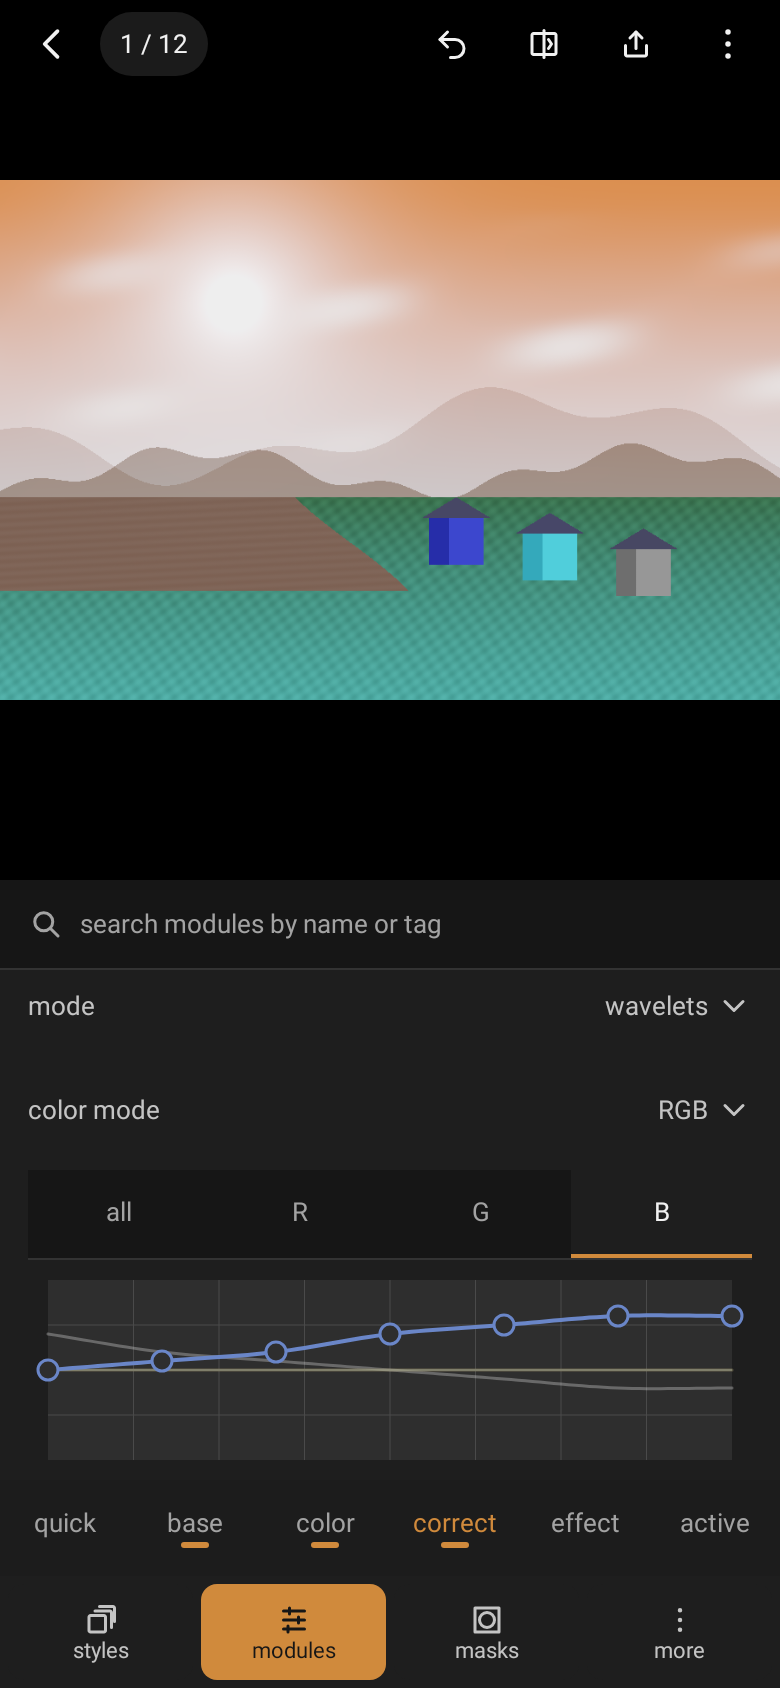 1 / 12
search modules by name or tag
mode wavelets
color mode RGB
all R G B
quick base color correct effect active
styles modules masks more